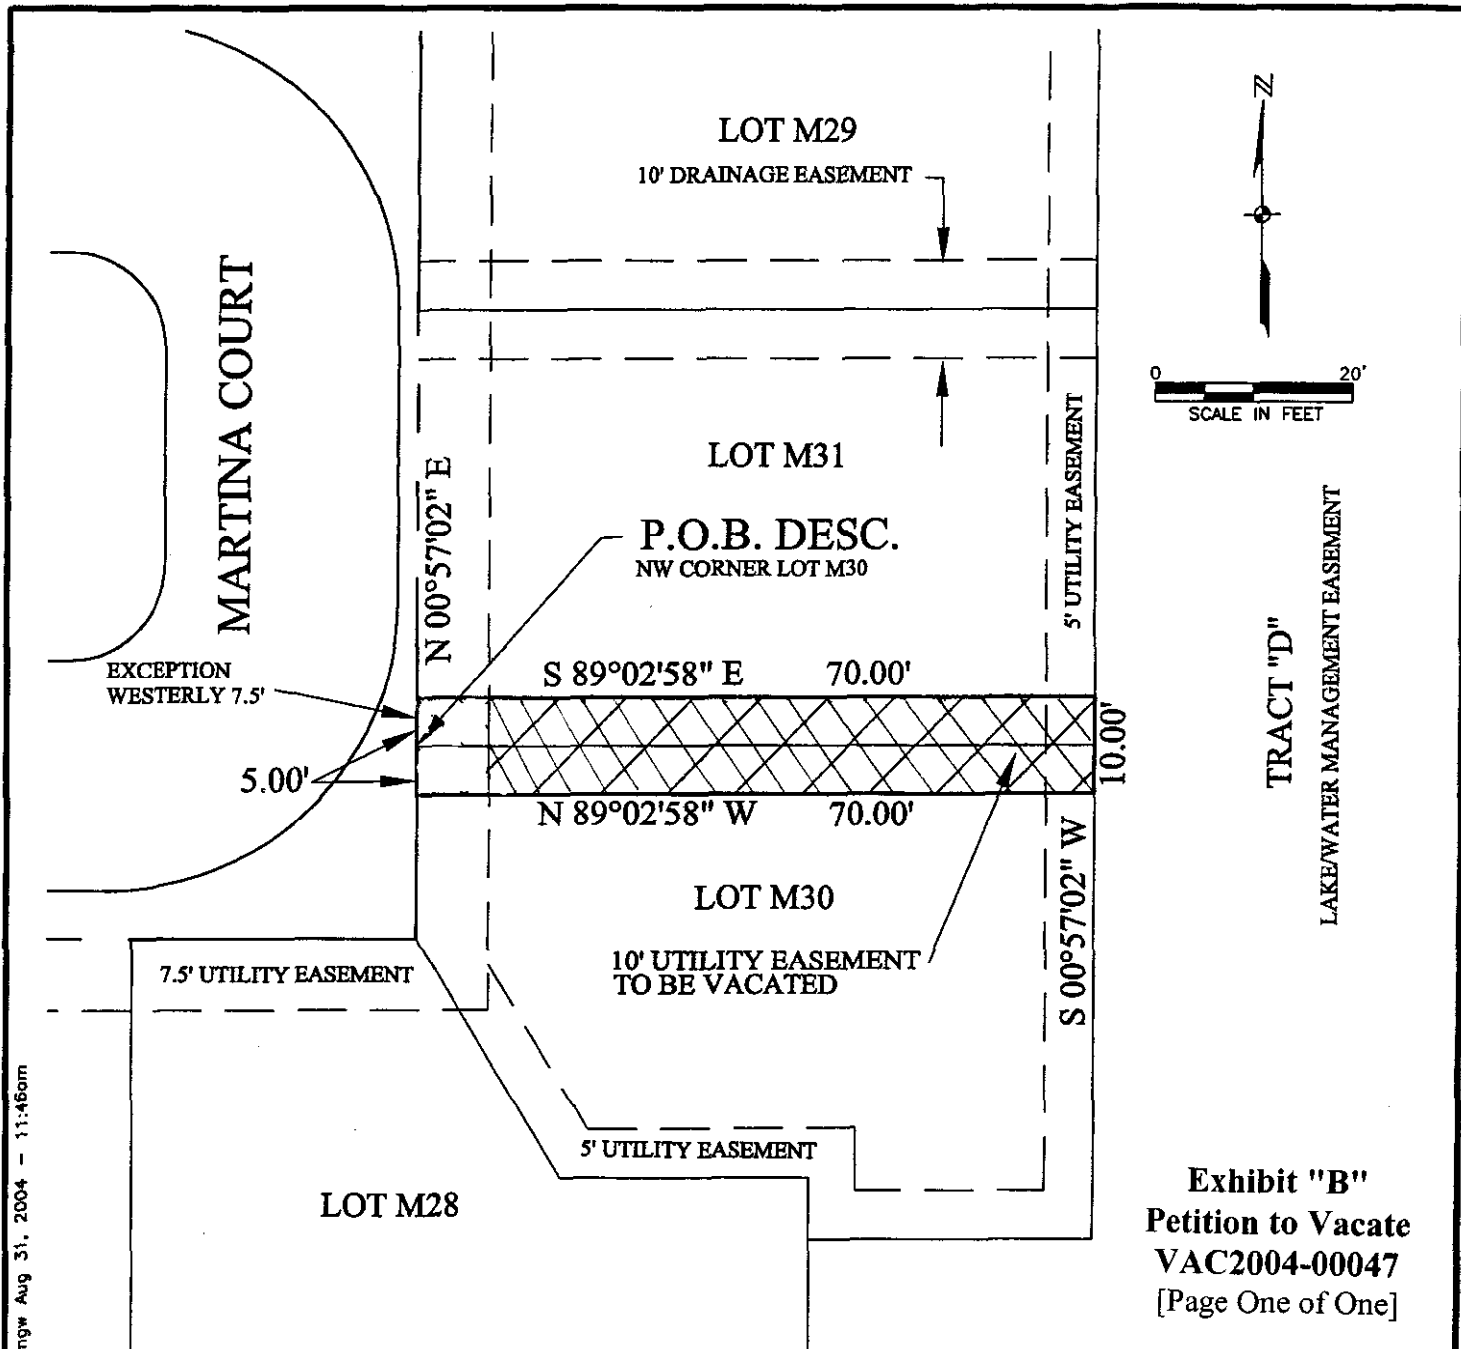 LOT M29
10' DRAINAGE EASEMENT
N
0 20'
SCALE IN FEET
MARTINA COURT
LOT M31
5' UTILITY EASEMENT
N 00°57'02" E
P.O.B. DESC.
NW CORNER LOT M30
EXCEPTION
WESTERLY 7.5'
S 89°02'58" E 70.00'
5.00'
10.00'
N 89°02'58" W 70.00'
TRACT "D"
LAKE/WATER MANAGEMENT EASEMENT
LOT M30
S 00°57'02" W
7.5' UTILITY EASEMENT
10' UTILITY EASEMENT
TO BE VACATED
5' UTILITY EASEMENT
LOT M28
Exhibit "B"
Petition to Vacate
VAC2004-00047
[Page One of One]
Aug 31, 2004 - 11:46am